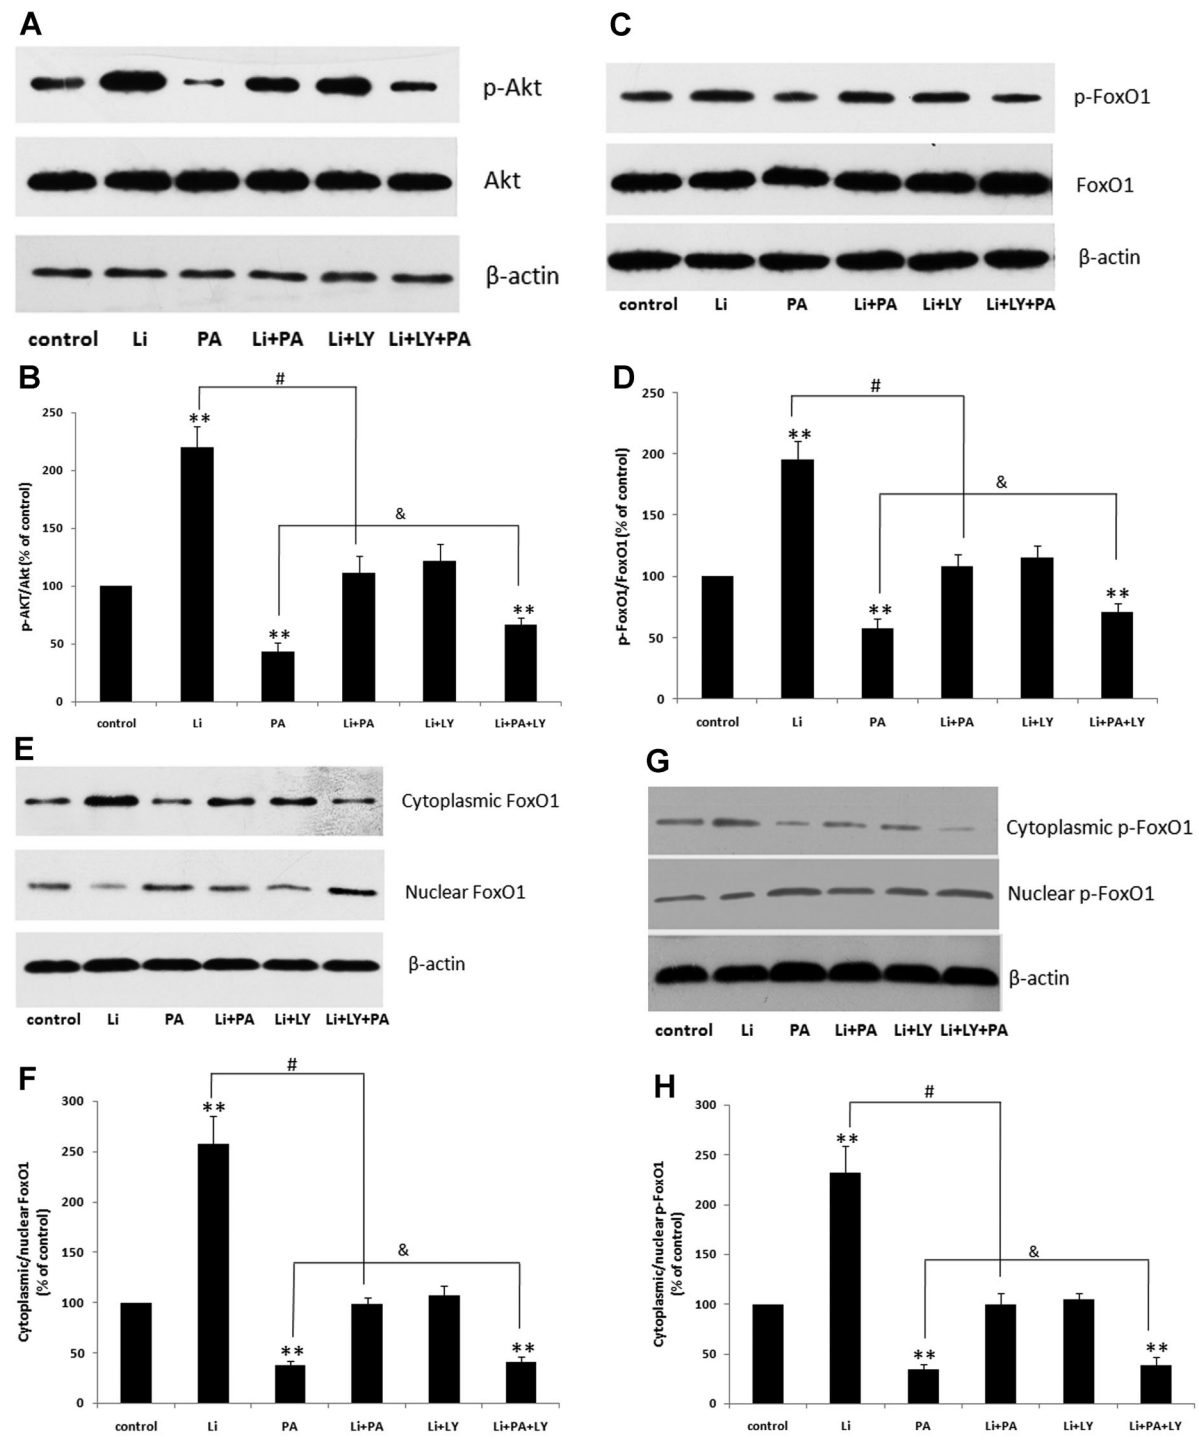 A
p-Akt
Akt
β-actin
control Li PA Li+PA Li+LY Li+LY+PA
C
p-FoxO1
FoxO1
β-actin
control Li PA Li+PA Li+LY Li+LY+PA
B
p-AKT/Akt (% of control)
250
200
150
100
50
0
**
#
**
&
**
control Li PA Li+PA Li+LY Li+PA+LY
D
p-FoxO1/FoxO1 (% of control)
250
200
150
100
50
0
**
#
**
&
**
control Li PA Li+PA Li+LY Li+PA+LY
E
Cytoplasmic FoxO1
Nuclear FoxO1
β-actin
control Li PA Li+PA Li+LY Li+LY+PA
G
Cytoplasmic p-FoxO1
Nuclear p-FoxO1
β-actin
control Li PA Li+PA Li+LY Li+LY+PA
F
Cytoplasmic/nuclear FoxO1
(% of control)
300
250
200
150
100
50
0
**
#
**
&
**
control Li PA Li+PA Li+LY Li+PA+LY
H
Cytoplasmic/nuclear p-FoxO1
(% of control)
300
250
200
150
100
50
0
**
#
**
&
**
control Li PA Li+PA Li+LY Li+PA+LY